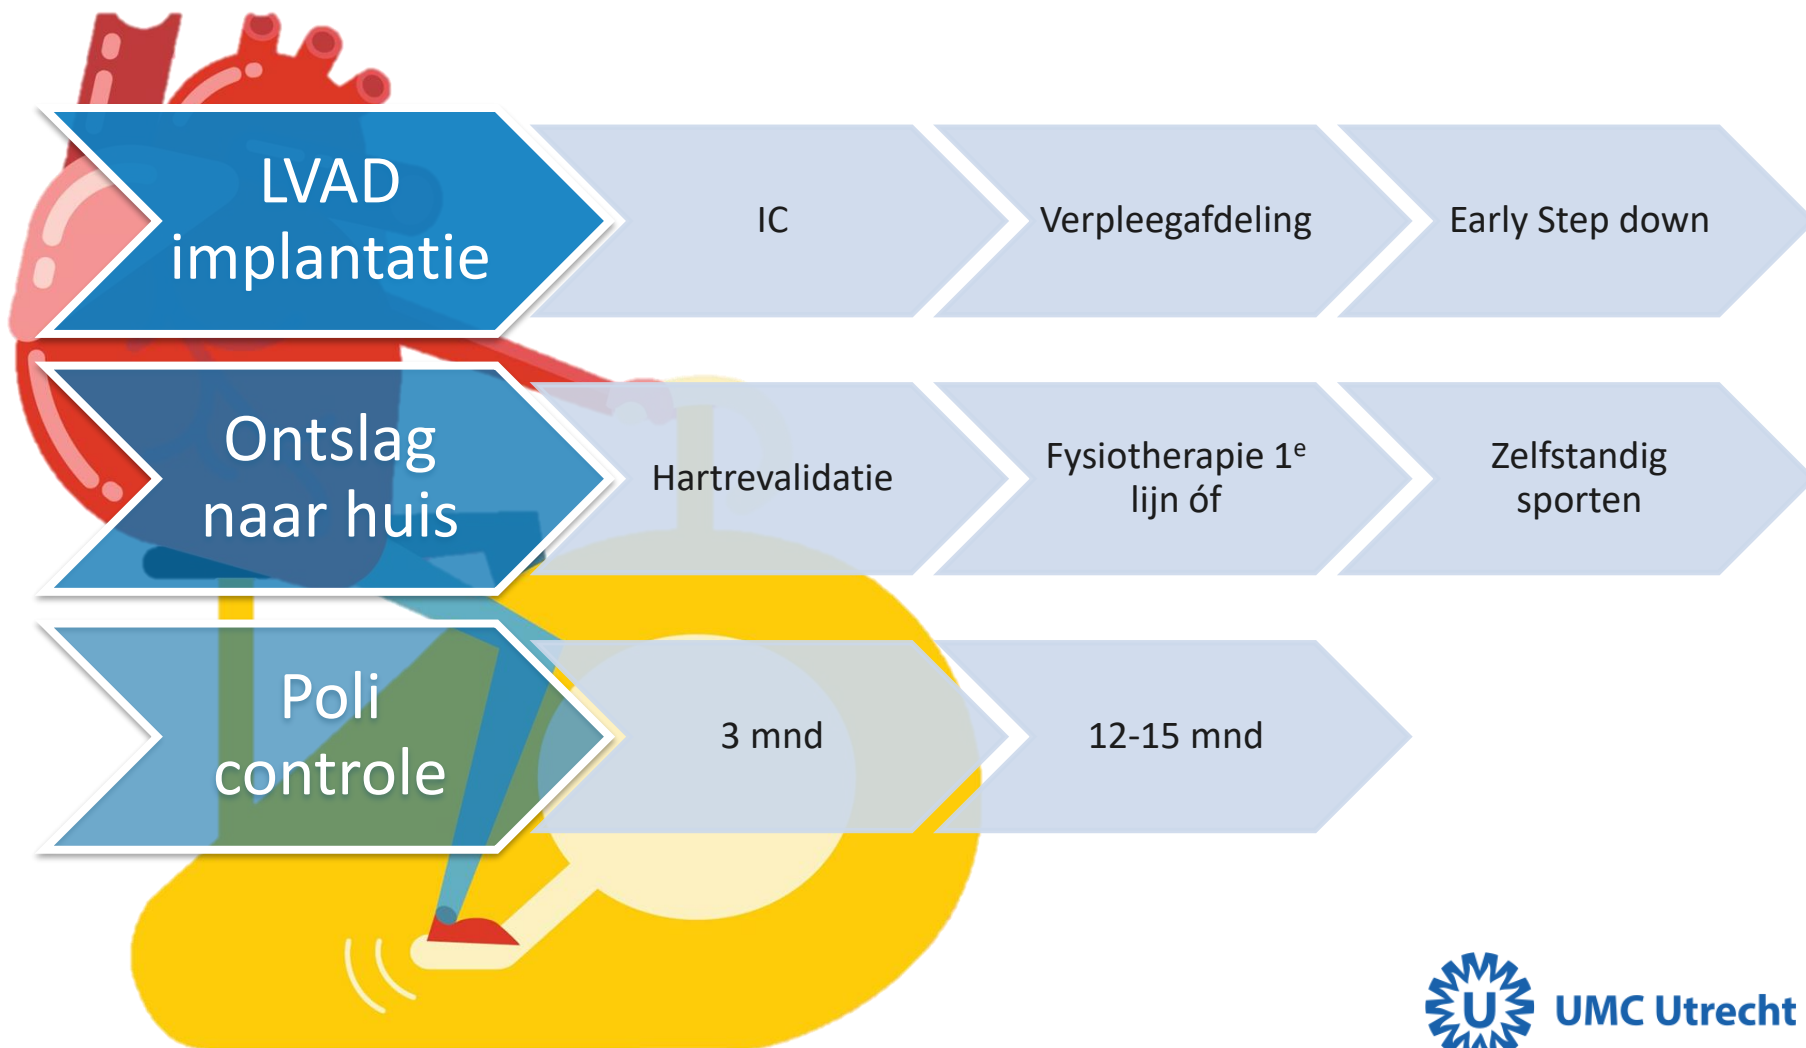 LVAD
implantatie
IC
Verpleegafdeling
Early Step down
Ontslag
naar huis
Hartrevalidatie
Fysiotherapie 1e
lijn óf
Zelfstandig
sporten
Poli
controle
3 mnd
12-15 mnd
U
UMC Utrecht